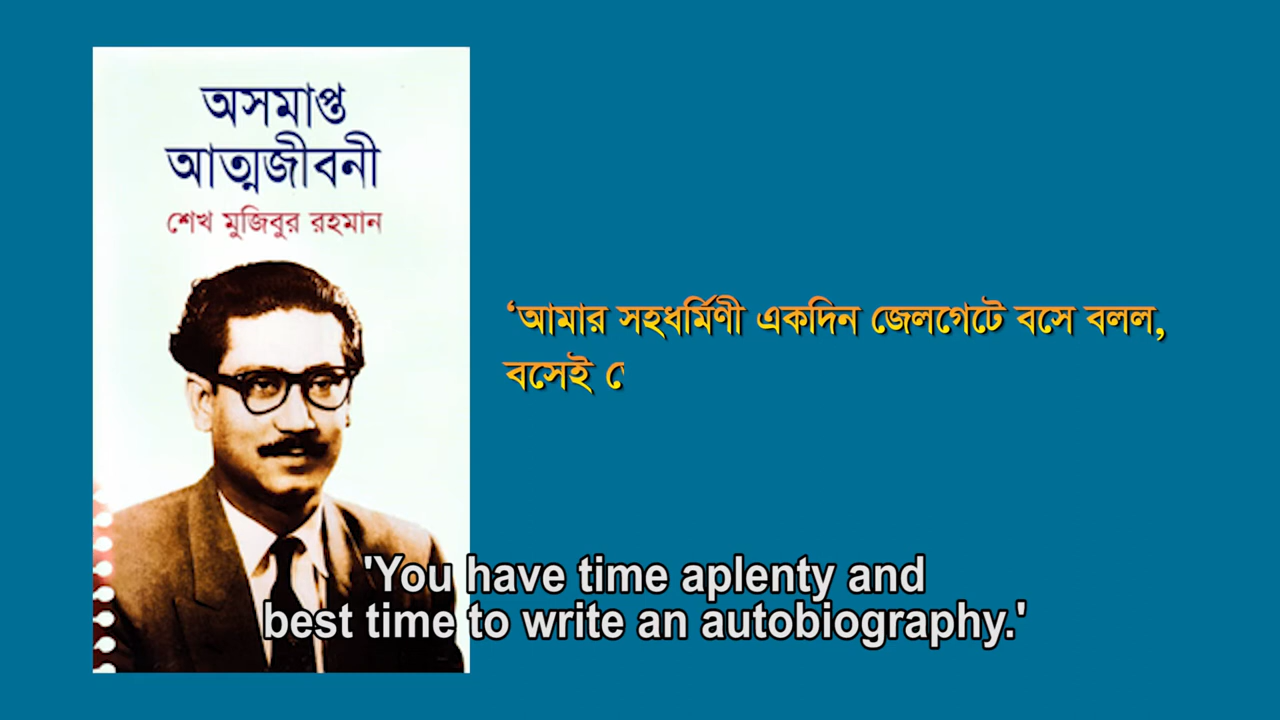 অসমাপ্ত
আত্মজীবনী
শেখ মুজিবুর রহমান
‘আমার সহধর্মিণী একদিন জেলগেটে বসে বলল,
বসেই
'You have time aplenty and
best time to write an autobiography.'